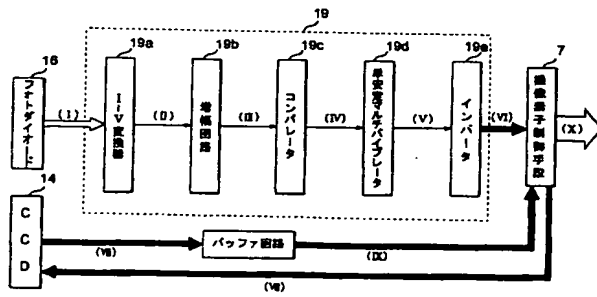 19
16
19a
19b
19c
19d
19e
7
フォトダイオード
(I)
I-V変換器
(II)
増幅回路
(III)
コンパレータ
(IV)
単安定マルチバイブレータ
(V)
インバータ
(VI)
撮像素子制御手段
(X)
14
CCD
(VIII)
バッファ回路
(IX)
(VII)